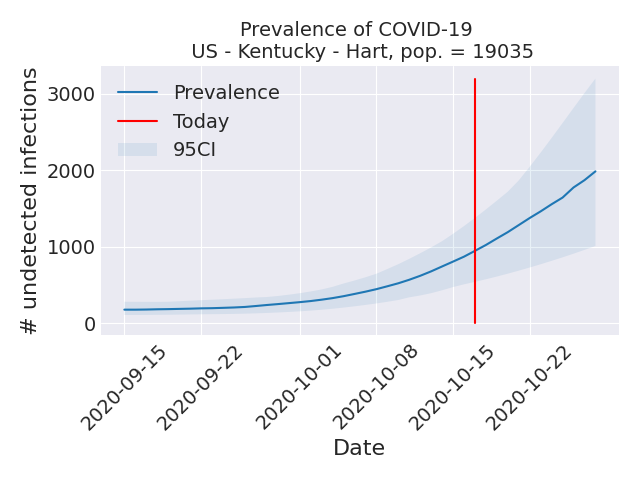 Prevalence of COVID-19
US - Kentucky - Hart, pop. = 19035
# undetected infections
3000
2000
1000
0
Prevalence
Today
95CI
2020-09-15
2020-09-22
2020-10-01
2020-10-08
2020-10-15
2020-10-22
Date